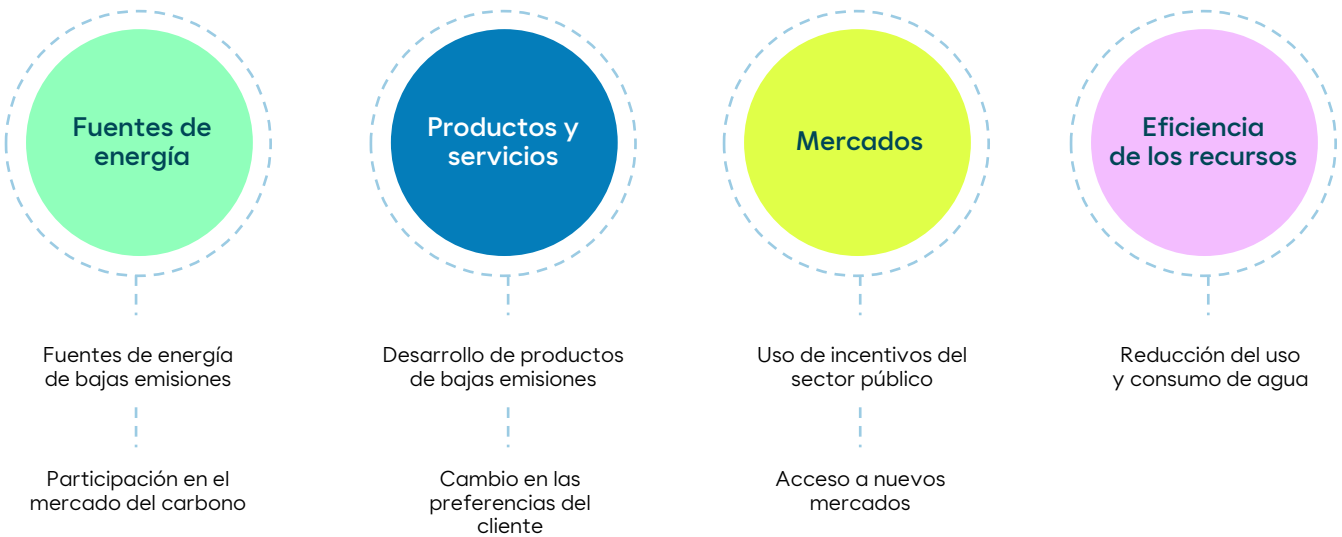 Fuentes de
energía
Fuentes de energía
de bajas emisiones
Participación en el
mercado del carbono
Productos y
servicios
Desarrollo de productos
de bajas emisiones
Cambio en las
preferencias del
cliente
Mercados
Uso de incentivos del
sector público
Acceso a nuevos
mercados
Eficiencia
de los recursos
Reducción del uso
y consumo de agua